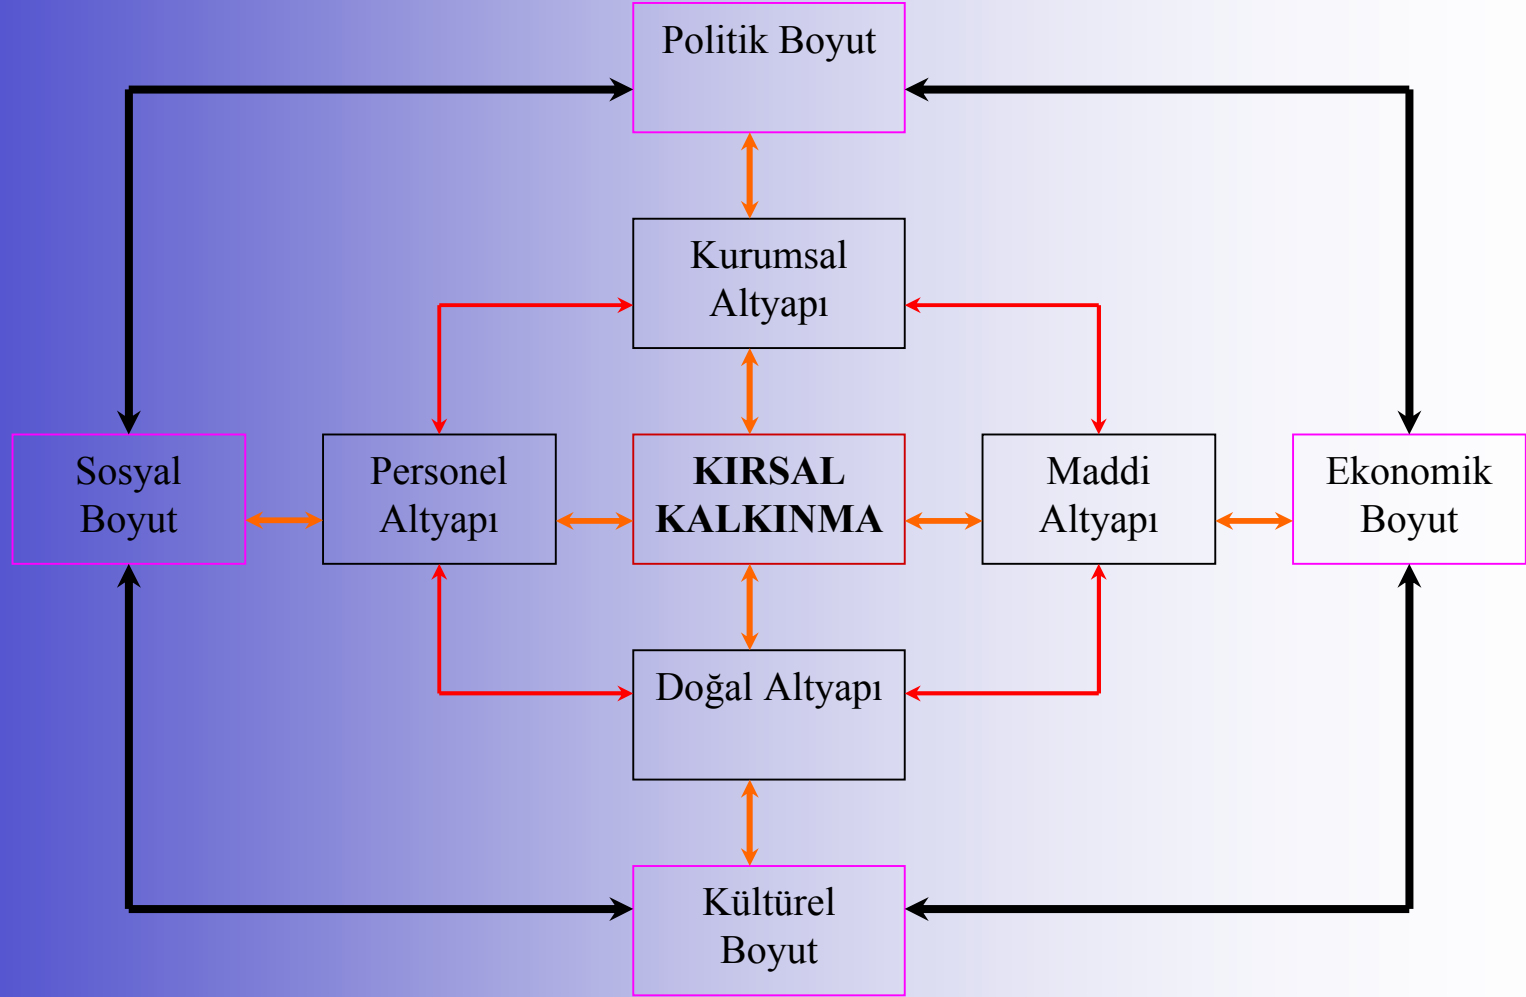 Politik Boyut
Kurumsal
Altyapı
Sosyal
Boyut
Personel
Altyapı
KIRSAL
KALKINMA
Maddi
Altyapı
Ekonomik
Boyut
Doğal Altyapı
Kültürel
Boyut